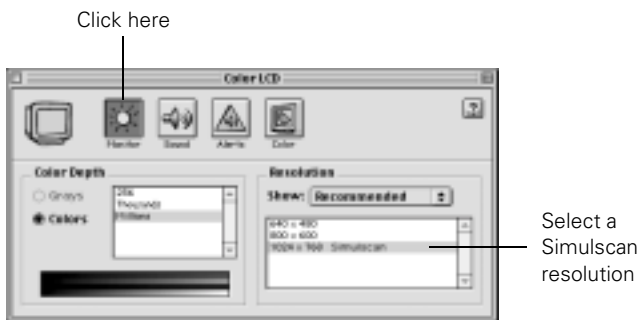 Click here
Color LCD
Monitor
Sound
Alerts
Color
Color Depth
Grays
Colors
256
Thousands
Millions
Resolution
Show: Recommended
640 x 480
800 x 600
1024 x 768 Simulscan
Select a
Simulscan
resolution